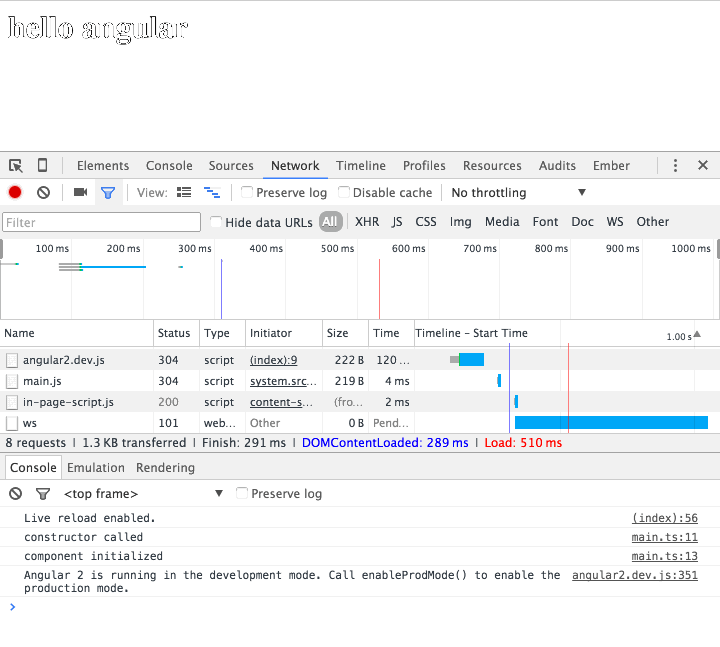 hello angular
Elements Console Sources Network Timeline Profiles Resources Audits Ember
View: Preserve log Disable cache No throttling
Filter Hide data URLs All XHR JS CSS Img Media Font Doc WS Other
100 ms 200 ms 300 ms 400 ms 500 ms 600 ms 700 ms 800 ms 900 ms 1000 ms
Name Status Type Initiator Size Time Timeline – Start Time 1.00 s
angular2.dev.js 304 script (index):9 222 B 120 ...
main.js 304 script system.src... 219 B 4 ms
in-page-script.js 200 script content-s... (fro... 2 ms
ws 101 web... Other 0 B Pend...
8 requests | 1.3 KB transferred | Finish: 291 ms | DOMContentLoaded: 289 ms | Load: 510 ms
Console Emulation Rendering
<top frame> Preserve log
Live reload enabled. (index):56
constructor called main.ts:11
component initialized main.ts:13
Angular 2 is running in the development mode. Call enableProdMode() to enable the angular2.dev.js:351
production mode.